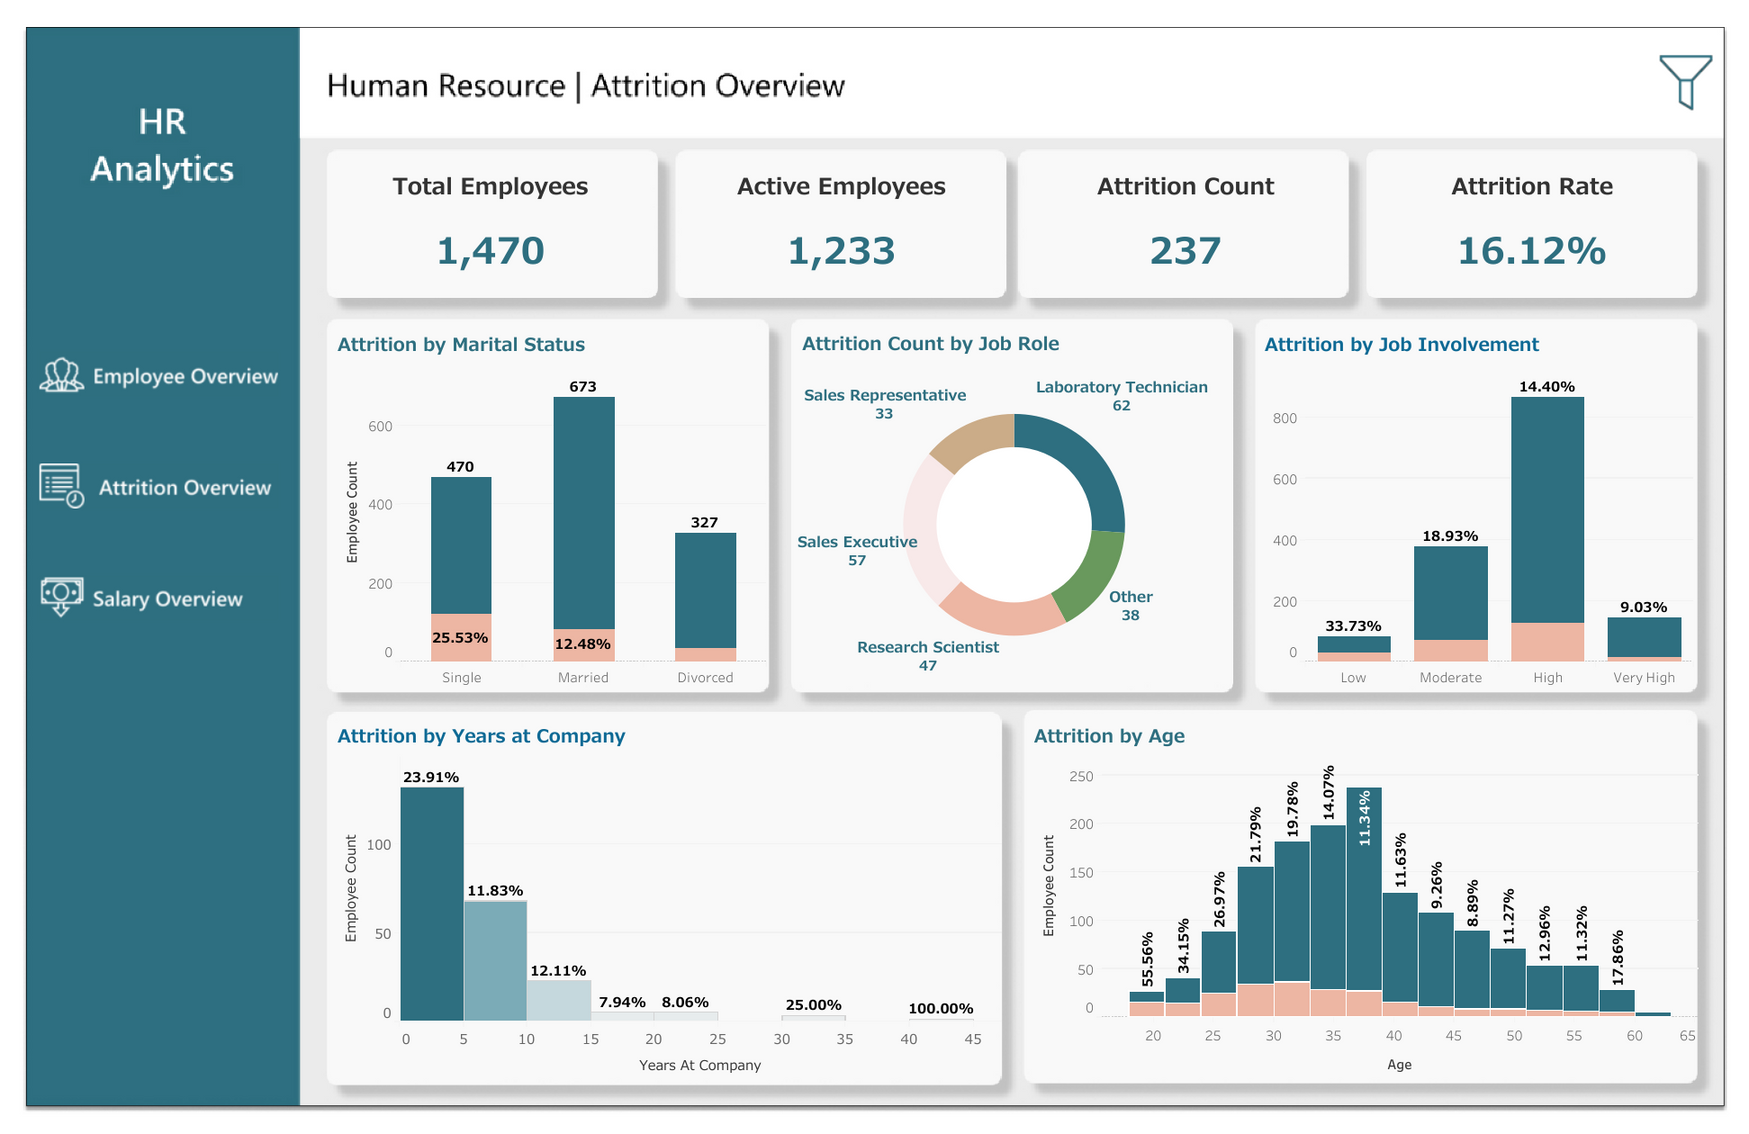 HR
Analytics
Employee Overview
Attrition Overview
Salary Overview
Human Resource | Attrition Overview
Total Employees
1,470
Active Employees
1,233
Attrition Count
237
Attrition Rate
16.12%
Attrition by Marital Status
Employee Count
600
400
200
0
470
673
327
25.53%
12.48%
Single
Married
Divorced
Attrition Count by Job Role
Sales Representative
33
Laboratory Technician
62
Sales Executive
57
Other
38
Research Scientist
47
Attrition by Job Involvement
800
600
400
200
0
33.73%
18.93%
14.40%
9.03%
Low
Moderate
High
Very High
Attrition by Years at Company
Employee Count
100
50
0
23.91%
11.83%
12.11%
7.94%
8.06%
25.00%
100.00%
0
5
10
15
20
25
30
35
40
45
Years At Company
Attrition by Age
Employee Count
250
200
150
100
50
0
55.56%
34.15%
26.97%
21.79%
19.78%
14.07%
11.34%
11.63%
9.26%
8.89%
11.27%
12.96%
11.32%
17.86%
20
25
30
35
40
45
50
55
60
65
Age